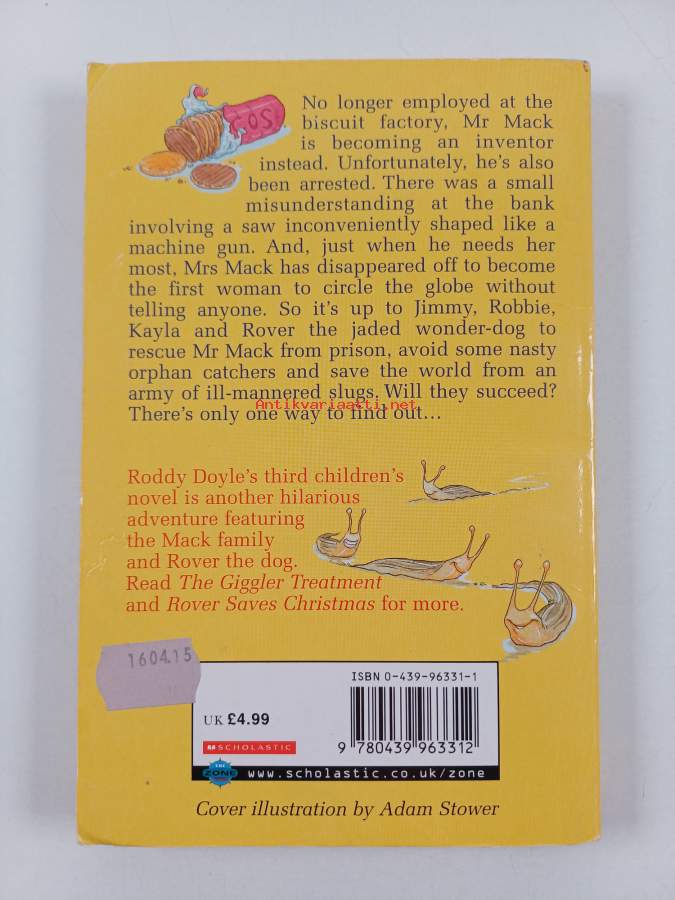 COS
No longer employed at the
biscuit factory, Mr Mack
is becoming an inventor
instead. Unfortunately, he's also
been arrested. There was a small
misunderstanding at the bank
involving a saw inconveniently shaped like a
machine gun. And, just when he needs her
most, Mrs Mack has disappeared off to become
the first woman to circle the globe without
telling anyone. So it's up to Jimmy, Robbie,
Kayla and Rover the jaded wonder-dog to
rescue Mr Mack from prison, avoid some nasty
orphan catchers and save the world from an
army of ill-mannered slugs. Will they succeed?
Antikvariaatti.net
There's only one way to find out...
Roddy Doyle's third children's
novel is another hilarious
adventure featuring
the Mack family
and Rover the dog.
Read The Giggler Treatment
and Rover Saves Christmas for more.
1604.15
ISBN 0-439-96331-1
UK £4.99
SCHOLASTIC
9 780439 963312
THE
ZONE
www.scholastic.co.uk/zone
Cover illustration by Adam Stower